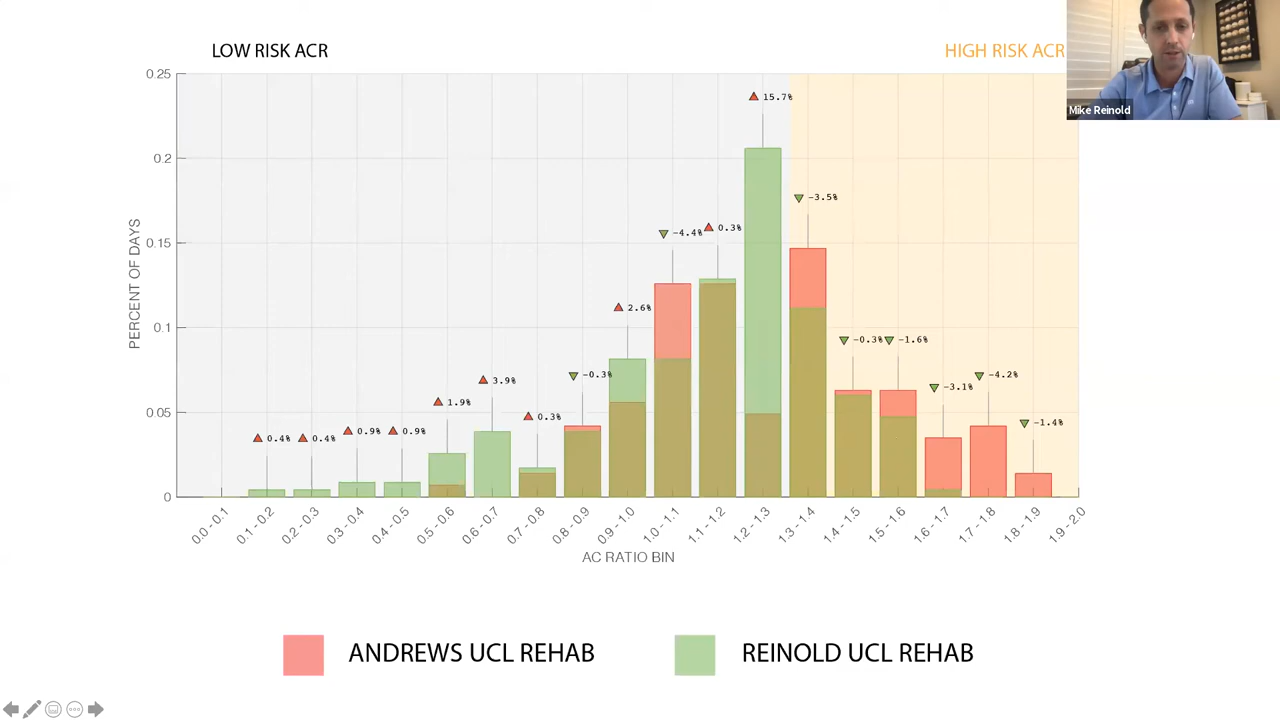 LOW RISK ACR
HIGH RISK ACR
Mike Reinold
PERCENT OF DAYS
0.25
0.2
0.15
0.1
0.05
0
0.4%
0.4%
0.9%
0.9%
1.9%
3.9%
0.3%
-0.3%
2.6%
-4.4%
0.3%
15.7%
-3.5%
-0.3%
-1.6%
-3.1%
-4.2%
-1.4%
0.0 - 0.1
0.1 - 0.2
0.2 - 0.3
0.3 - 0.4
0.4 - 0.5
0.5 - 0.6
0.6 - 0.7
0.7 - 0.8
0.8 - 0.9
0.9 - 1.0
1.0 - 1.1
1.1 - 1.2
1.2 - 1.3
1.3 - 1.4
1.4 - 1.5
1.5 - 1.6
1.6 - 1.7
1.7 - 1.8
1.8 - 1.9
1.9 - 2.0
AC RATIO BIN
ANDREWS UCL REHAB
REINOLD UCL REHAB